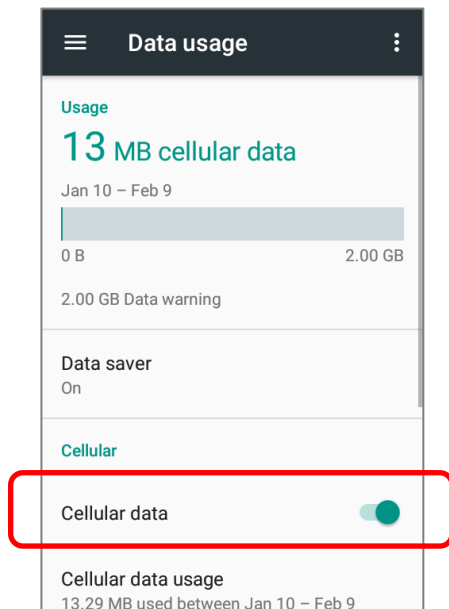 Data usage
Usage
13 MB cellular data
Jan 10 – Feb 9
0 B 2.00 GB
2.00 GB Data warning
Data saver
On
Cellular
Cellular data
Cellular data usage
13.29 MB used between Jan 10 – Feb 9